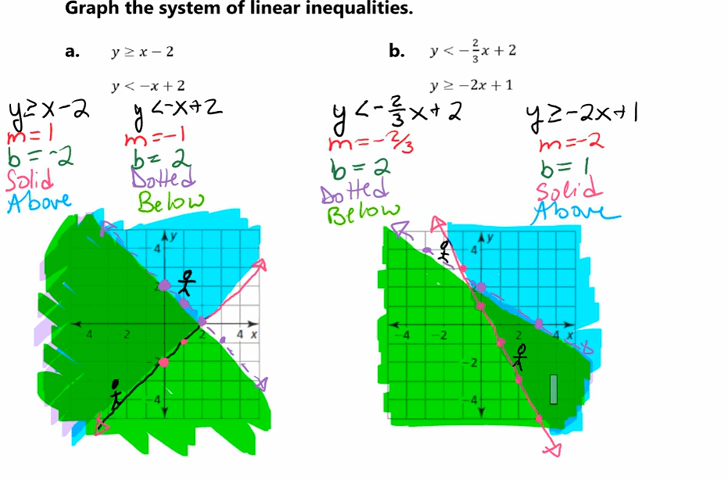 Graph the system of linear inequalities.
a. y ≥ x − 2
y < −x + 2
b. y < −2/3x + 2
y ≥ −2x + 1
y≥x−2
m=1
b=-2
Solid
Above
y<-x+2
m=-1
b=2
Dotted
Below
y<-2/3x+2
m=-2/3
b=2
Dotted
Below
y≥-2x+1
m=-2
b=1
Solid
Above
y
4
4 2 2 4 x
-4
y
4
-4 -2 2 4 x
-2
-4